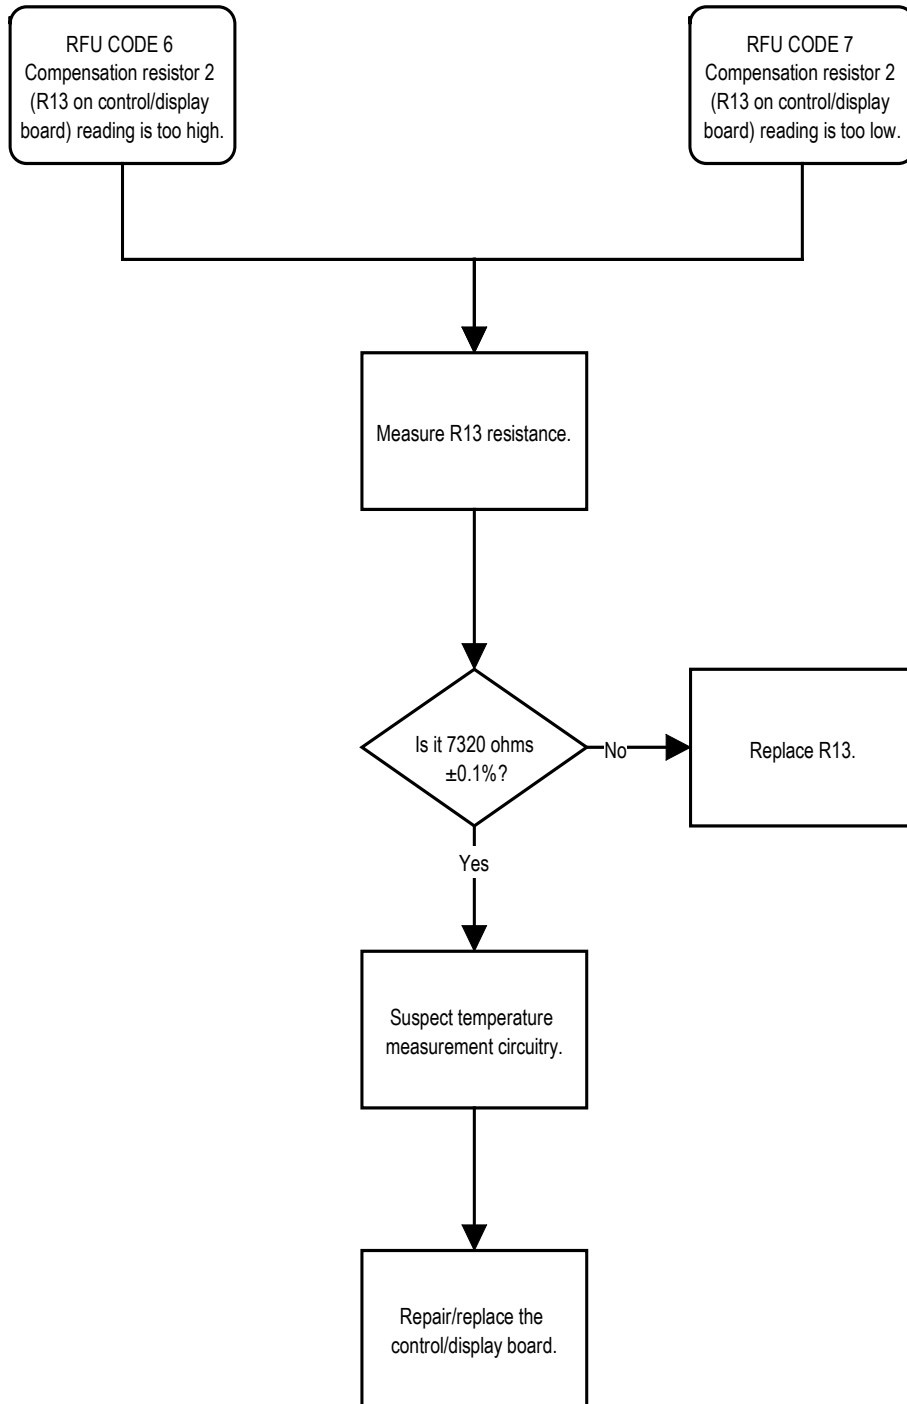 RFU CODE 6
Compensation resistor 2
(R13 on control/display
board) reading is too high.
RFU CODE 7
Compensation resistor 2
(R13 on control/display
board) reading is too low.
Measure R13 resistance.
Is it 7320 ohms
±0.1%?
No
Replace R13.
Yes
Suspect temperature
measurement circuitry.
Repair/replace the
control/display board.